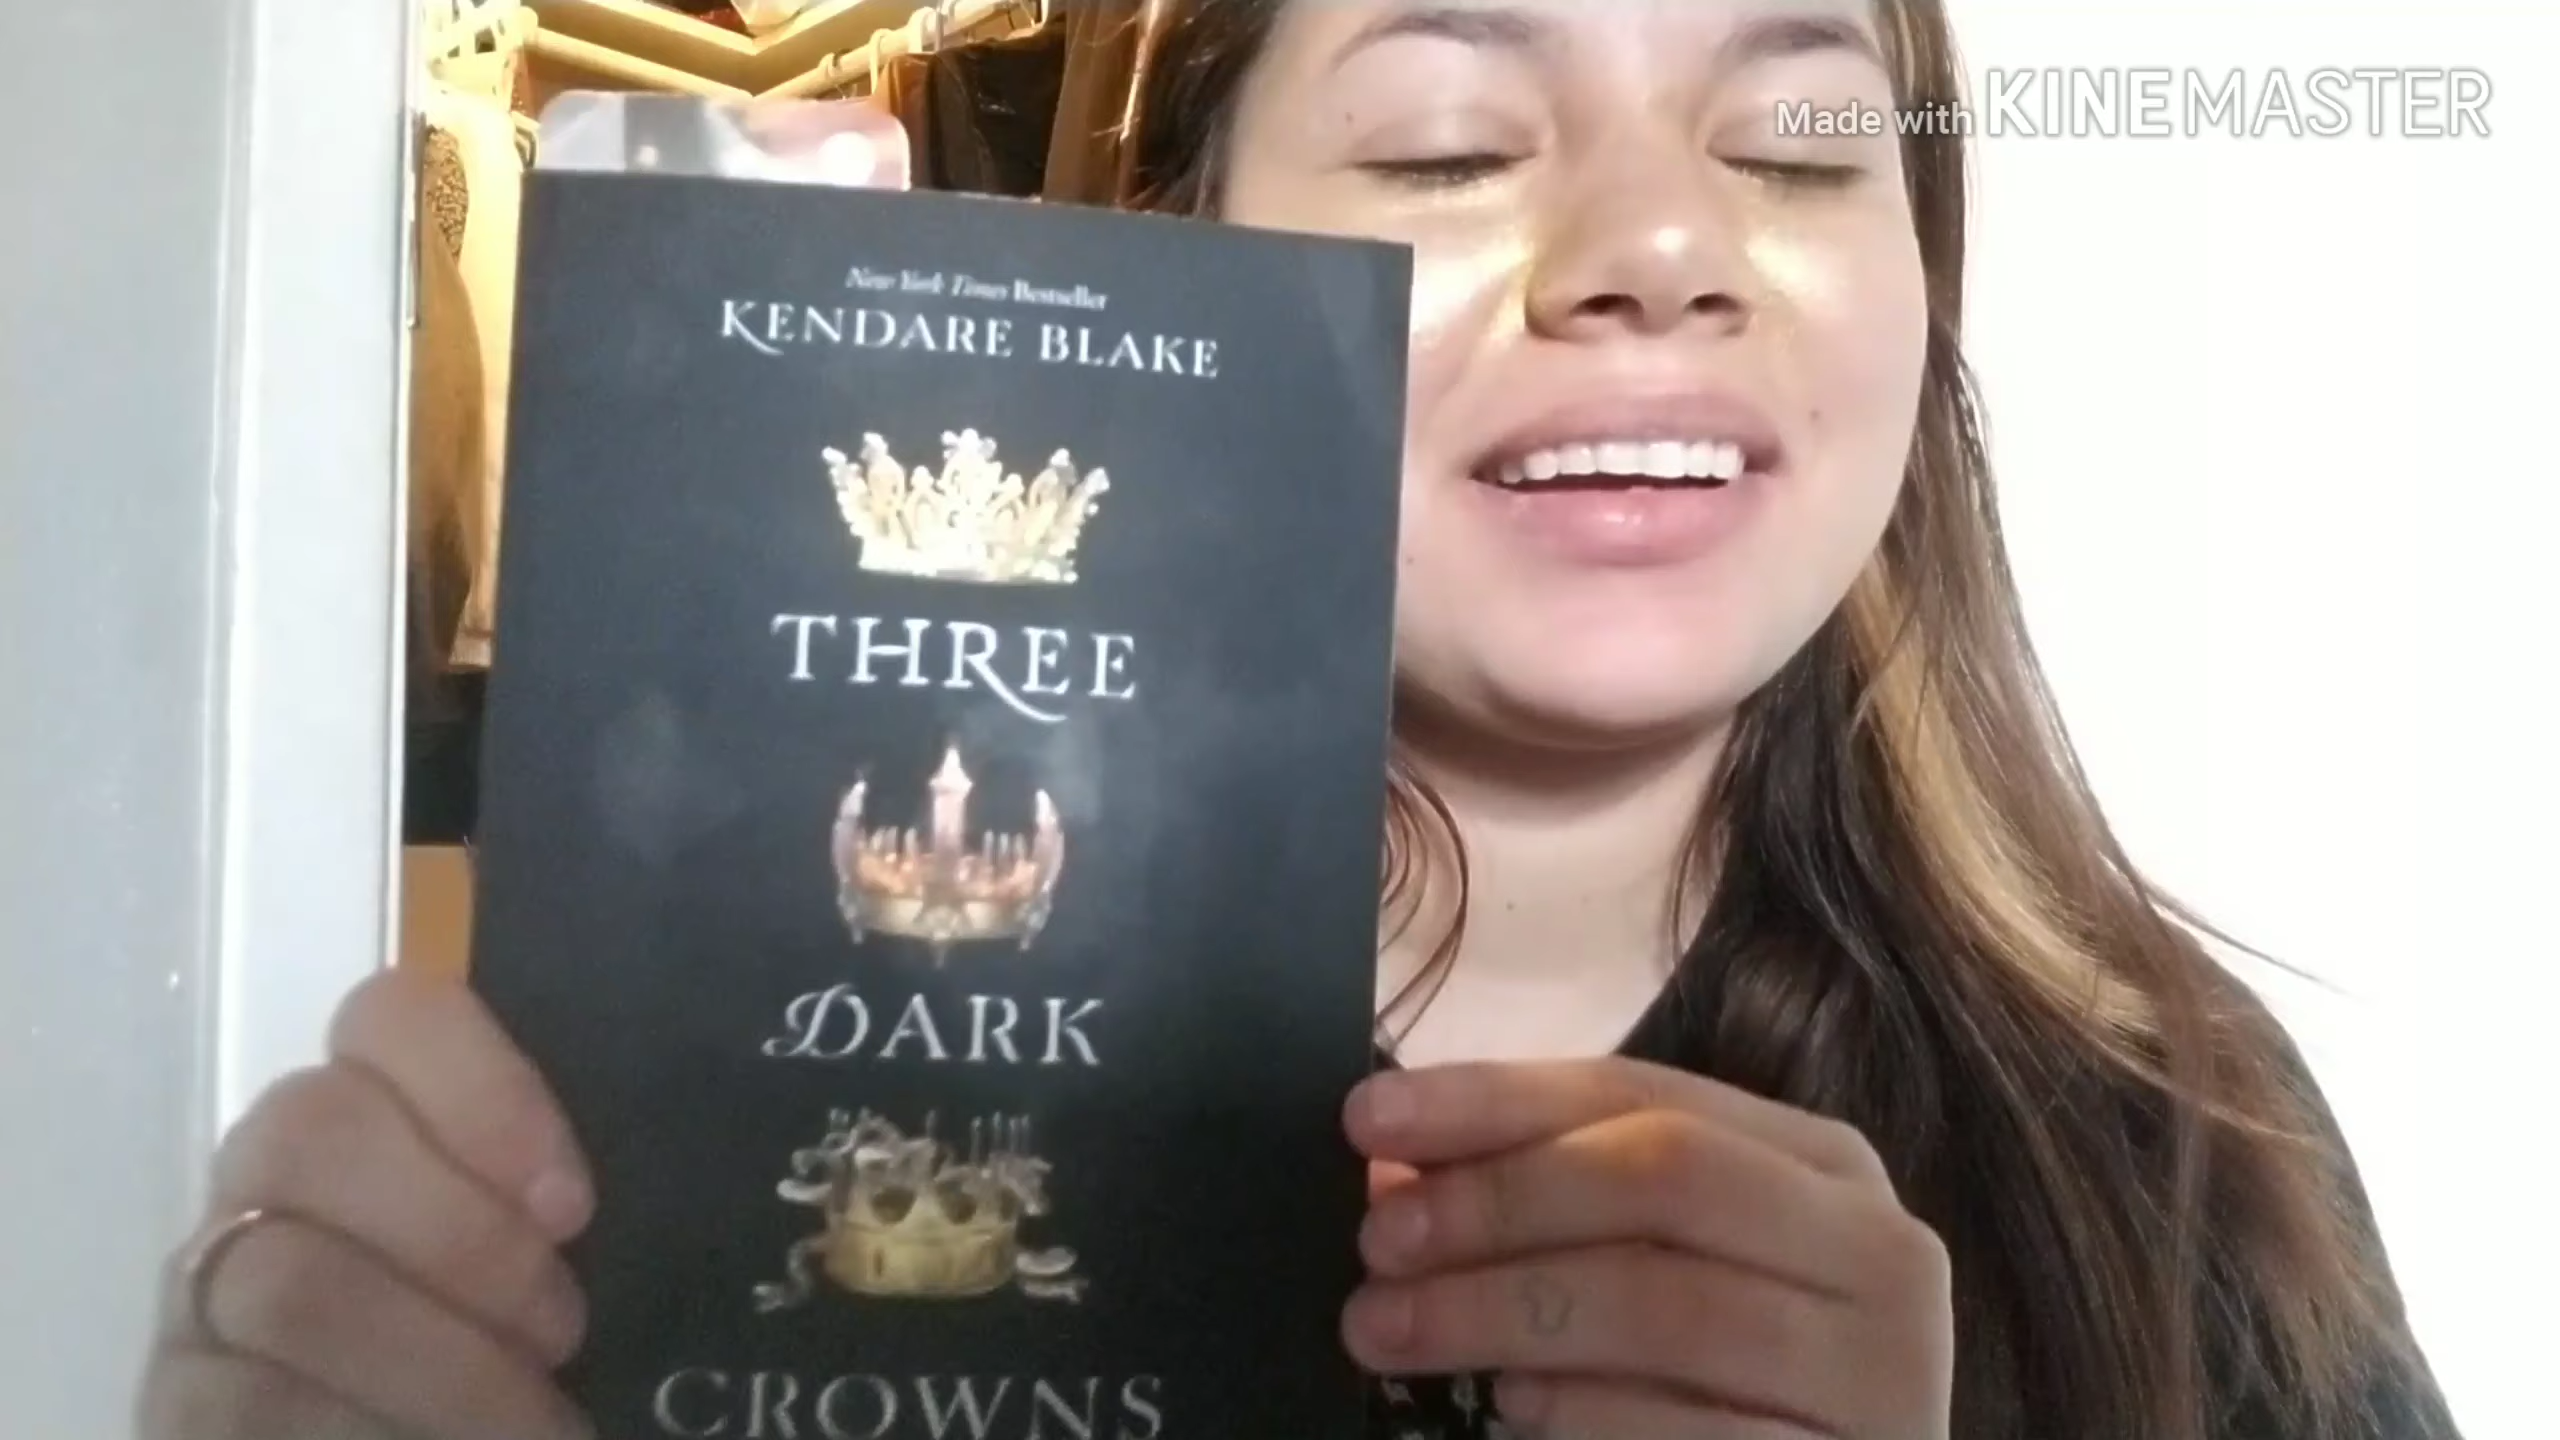 Made with KINEMASTER
New York Times Bestseller
KENDARE BLAKE
THREE
DARK
CROWNS